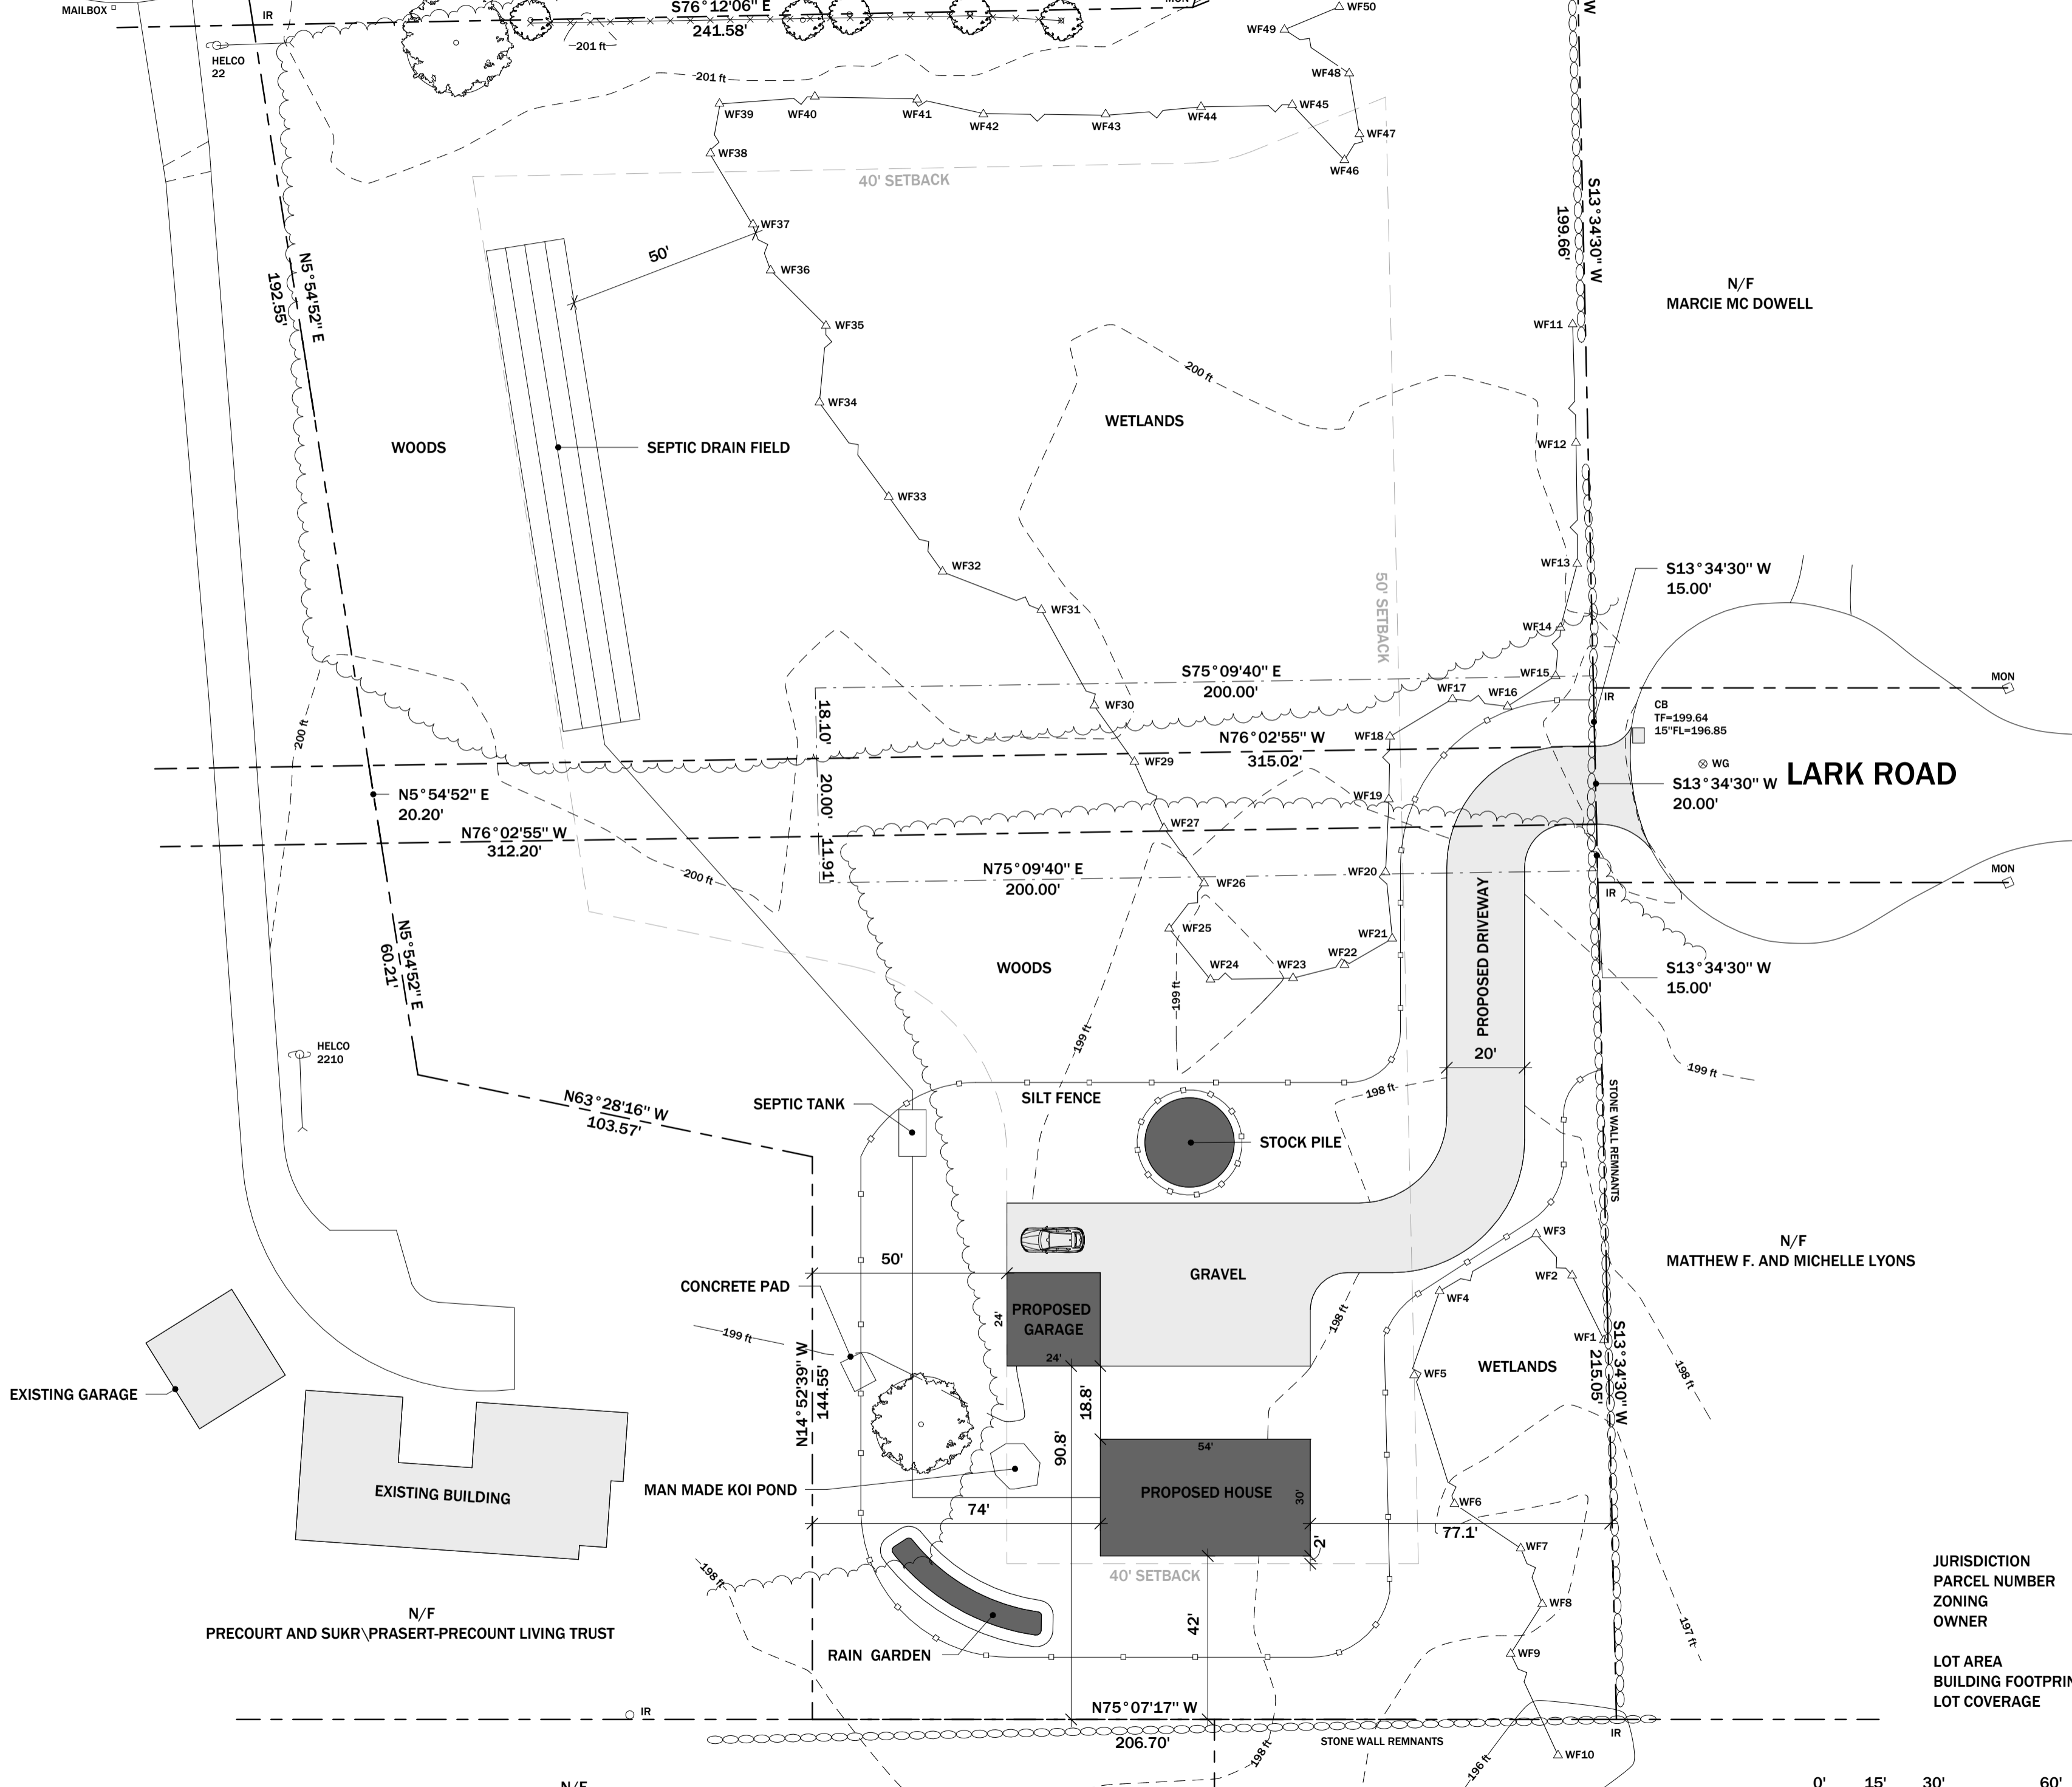 MAILBOX
IR
S76°12'06" E
241.58'
MON
WF50
WF49
W
HELCO
22
201 ft
201 ft
WF48
WF39
WF40
WF41
WF42
WF43
WF44
WF45
WF47
WF38
WF46
40' SETBACK
WF37
50'
WF36
S13°34'30" W
199.66'
N5°54'52" E
192.55'
N/F
MARCIE MC DOWELL
WF35
WF11
200 ft
WF34
WETLANDS
WOODS
SEPTIC DRAIN FIELD
WF12
WF33
WF32
WF13
S13°34'30" W
15.00'
50' SETBACK
WF31
WF14
S75°09'40" E
200.00'
WF15
WF17
WF16
IR
MON
WF30
CB
TF=199.64
15"FL=196.85
18.10'
200 ft
N76°02'55" W
315.02'
WF18
WF29
WG
LARK ROAD
S13°34'30" W
20.00'
N5°54'52" E
20.20'
20.00'
WF19
WF27
N76°02'55" W
312.20'
11.91'
N75°09'40" E
200.00'
200 ft
WF26
WF20
MON
IR
WF25
WF21
N5°54'52" E
60.21'
WOODS
WF24
WF23
WF22
199 ft
PROPOSED DRIVEWAY
S13°34'30" W
15.00'
199 ft
HELCO
2210
20'
199 ft
198 ft
N63°28'16" W
103.57'
SEPTIC TANK
SILT FENCE
STONE WALL REMNANTS
STOCK PILE
WF3
N/F
MATTHEW F. AND MICHELLE LYONS
50'
GRAVEL
WF2
CONCRETE PAD
WF4
PROPOSED
GARAGE
24'
24'
199 ft
198 ft
WF1
WETLANDS
WF5
198 ft
S13°34'30" W
215.05'
EXISTING GARAGE
N14°52'39" W
144.55'
18.8'
90.8'
54'
MAN MADE KOI POND
PROPOSED HOUSE
30'
EXISTING BUILDING
74'
WF6
77.1'
2'
WF7
198 ft
40' SETBACK
WF8
JURISDICTION
PARCEL NUMBER
ZONING
OWNER
N/F
PRECOURT AND SUKR\PRASERT-PRECOUNT LIVING TRUST
42'
197 ft
RAIN GARDEN
WF9
LOT AREA
BUILDING FOOTPRIN
LOT COVERAGE
IR
N75°07'17" W
206.70'
STONE WALL REMNANTS
IR
198 ft
WF10
196 ft
N/F
0'
15'
30'
60'